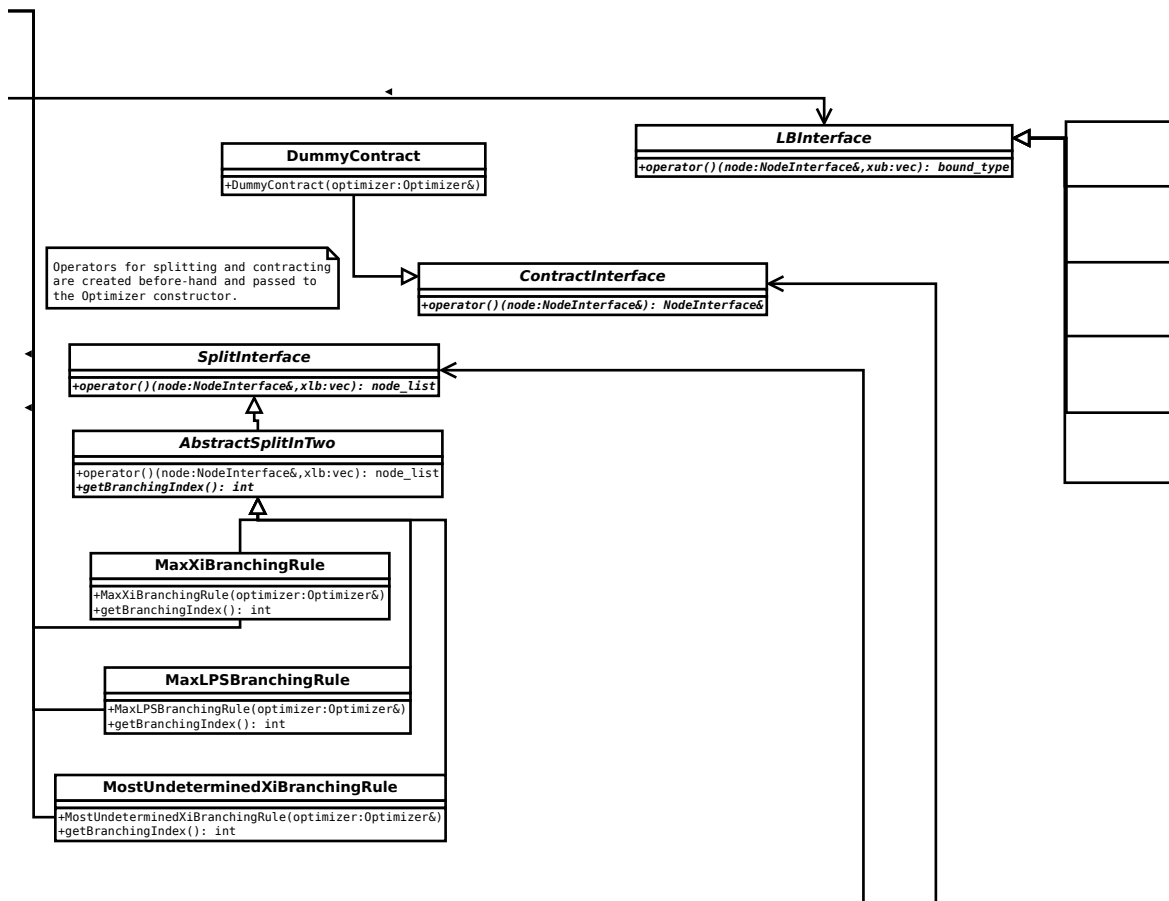 LBInterface
+operator()(node:NodeInterface&,xub:vec): bound_type
DummyContract
+DummyContract(optimizer:Optimizer&)
Operators for splitting and contracting
are created before-hand and passed to
the Optimizer constructor.
ContractInterface
+operator()(node:NodeInterface&): NodeInterface&
SplitInterface
+operator()(node:NodeInterface&,xlb:vec): node_list
AbstractSplitInTwo
+operator()(node:NodeInterface&,xlb:vec): node_list
+getBranchingIndex(): int
MaxXiBranchingRule
+MaxXiBranchingRule(optimizer:Optimizer&)
+getBranchingIndex(): int
MaxLPSBranchingRule
+MaxLPSBranchingRule(optimizer:Optimizer&)
+getBranchingIndex(): int
MostUndeterminedXiBranchingRule
+MostUndeterminedXiBranchingRule(optimizer:Optimizer&)
+getBranchingIndex(): int